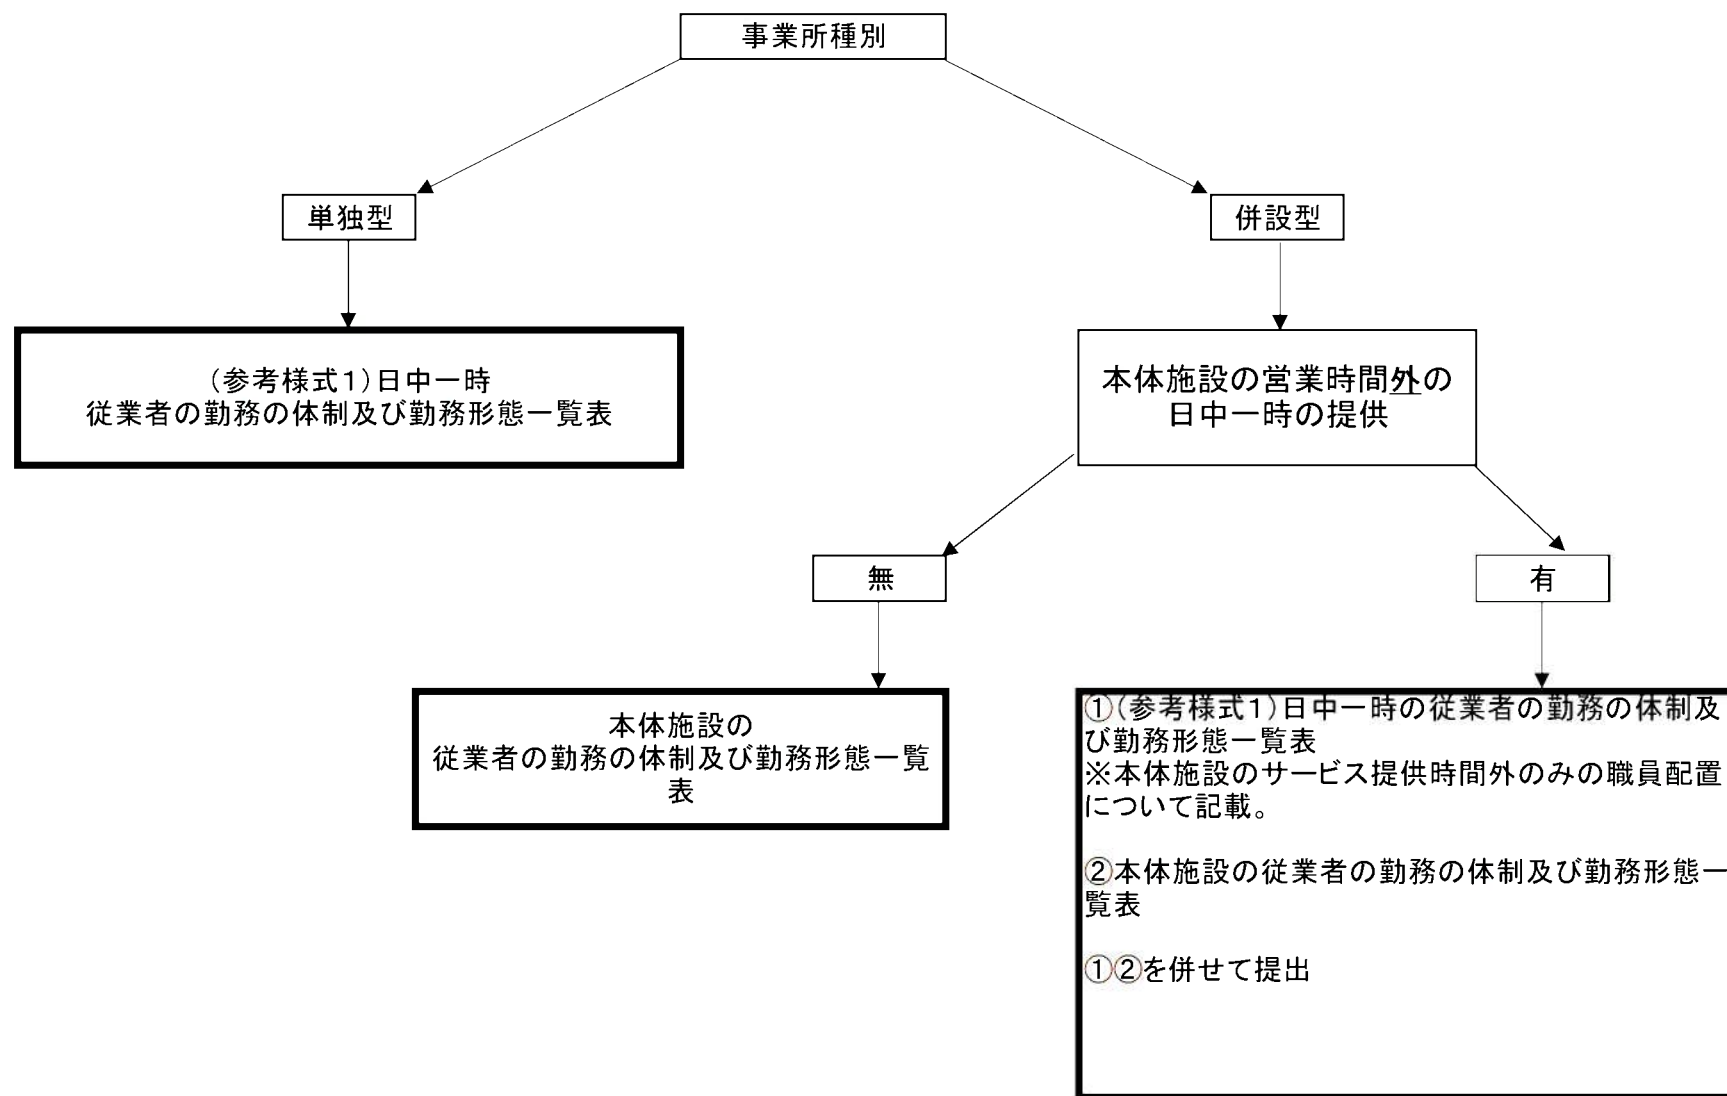 事業所種別
単独型
併設型
(参考様式1)日中一時
従業者の勤務の体制及び勤務形態一覧表
本体施設の営業時間外の
日中一時の提供
無
有
本体施設の
従業者の勤務の体制及び勤務形態一覧
表
①(参考様式1)日中一時の従業者の勤務の体制及
び勤務形態一覧表
※本体施設のサービス提供時間外のみの職員配置
について記載。
②本体施設の従業者の勤務の体制及び勤務形態一
覧表
①②を併せて提出